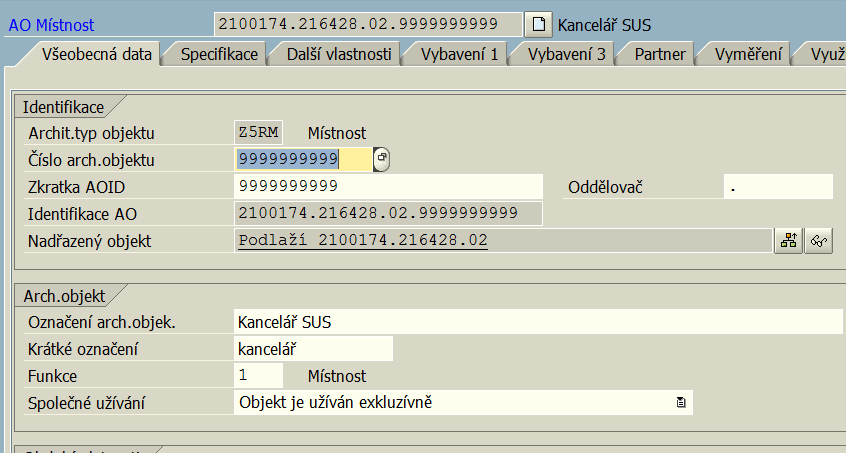 AO Místnost 2100174.216428.02.9999999999 Kancelář SUS
Všeobecná data Specifikace Další vlastnosti Vybavení 1 Vybavení 3 Partner Vyměření Využ
Identifikace
Archit.typ objektu Z5RM Místnost
Číslo arch.objektu 9999999999
Zkratka AOID 9999999999 Oddělovač .
Identifikace AO 2100174.216428.02.9999999999
Nadřazený objekt Podlaží 2100174.216428.02
Arch.objekt
Označení arch.objek. Kancelář SUS
Krátké označení kancelář
Funkce 1 Místnost
Společné užívání Objekt je užíván exkluzívně